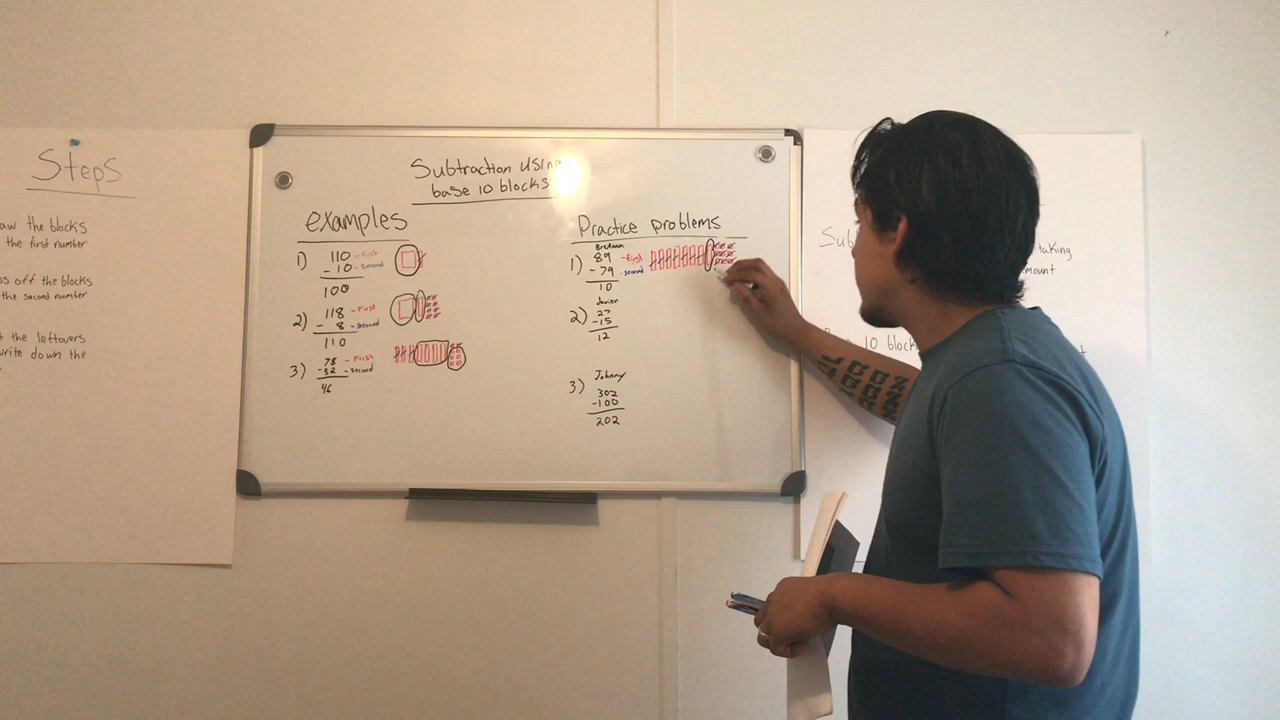 Steps
aw the blocks
the first number
ss off the blocks
the second number
t the leftovers
write down the
Subtraction Using
base 10 blocks
examples
1) 110 - first
- 10 - second
100
2) 118 - First
- 8 - second
110
3) 78 - First
- 32 - second
46
Practice problems
1) 89 - First
- 79 - second
10
Javier
2) 27
- 15
12
3) Johnny
302
- 100
202
Sub
taking
mount
10 block